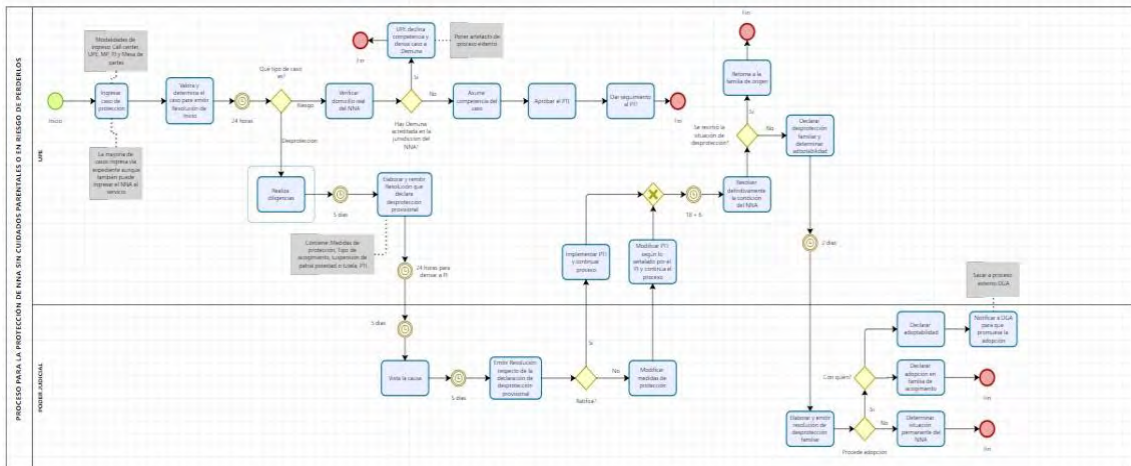 PROCESO PARA LA PROTECCIÓN DE NNA SIN CUIDADOS PARENTALES O EN RIESGO DE PERDERLOS
UPE
Modalidades de
ingreso: Call center,
UPE, MP, PJ y Mesa de
partes
Ingresar
caso de
protección
Inicio
La mayoría de
casos ingresa vía
expediente aunque
también puede
ingresar el NNA al
servicio
Valora y
determina el
caso para emitir
Resolución de
Inicio
24 horas
Qué tipo de caso
es?
Riesgo
Desprotección
Verificar
domicilio real
del NNA
Hay Demuna
acreditada en la
jurisdicción del
NNA?
Si
No
UPE declina
competencia y
deriva caso a
Demuna
Fin
Poner artefacto de
proceso externo
Asume
competencia del
caso
Aprobar el PTI
Dar seguimiento
al PTI
Fin
Realiza
diligencias
5 días
Elaborar y remitir
Resolución que
declara
desprotección
provisional
Contiene: Medidas de
protección, Tipo de
acogimiento, suspensión de
patria potestad o tutela, PTI
24 horas para
derivar a PJ
Implementar PTI
y continuar
proceso
Modificar PTI
según lo
señalado por el
PJ y continúa el
proceso
18 + 6
Resolver
definitivamente la
condición del NNA
Se revirtió la
situación de
desprotección?
Si
No
Retorna a la
familia de origen
Fin
Declarar
desprotección
familiar y
determinar
adoptabilidad
2 días
PODER JUDICIAL
5 días
Vista la causa
5 días
Emitir Resolución
respecto de la
declaración de
desprotección
provisional
Ratifica?
Si
No
Modificar
medidas de
protección
Elaborar y emitir
resolución de
desprotección
familiar
Procede adopción
Si
No
Con quién?
Declarar
adoptabilidad
Notificar a DGA
para que
promueva la
adopción
Sacar a proceso
externo DGA
Declarar
adopción en
familia de
acogimiento
Fin
Determinar
situación
permanente del
NNA
Fin